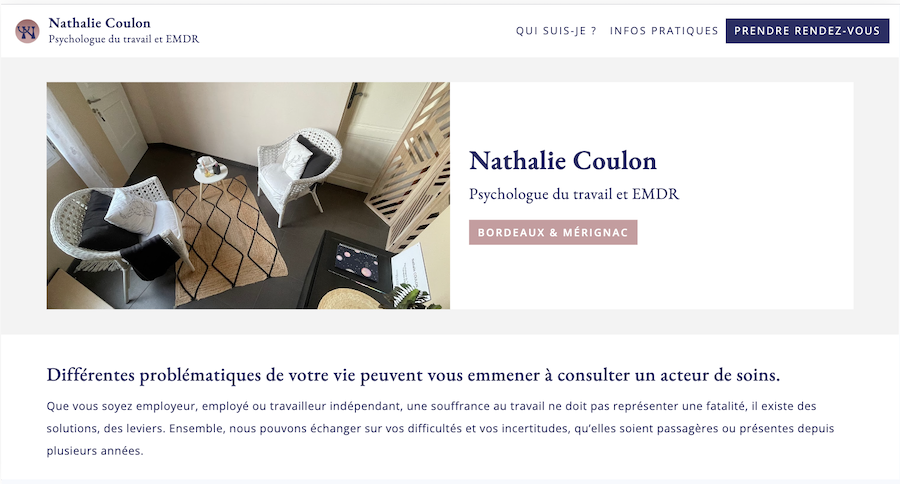 Nathalie Coulon
Psychologue du travail et EMDR
QUI SUIS-JE ? INFOS PRATIQUES PRENDRE RENDEZ-VOUS
Nathalie Coulon
Psychologue du travail et EMDR
BORDEAUX & MÉRIGNAC
Différentes problématiques de votre vie peuvent vous emmener à consulter un acteur de soins.
Que vous soyez employeur, employé ou travailleur indépendant, une souffrance au travail ne doit pas représenter une fatalité, il existe des
solutions, des leviers. Ensemble, nous pouvons échanger sur vos difficultés et vos incertitudes, qu'elles soient passagères ou présentes depuis
plusieurs années.